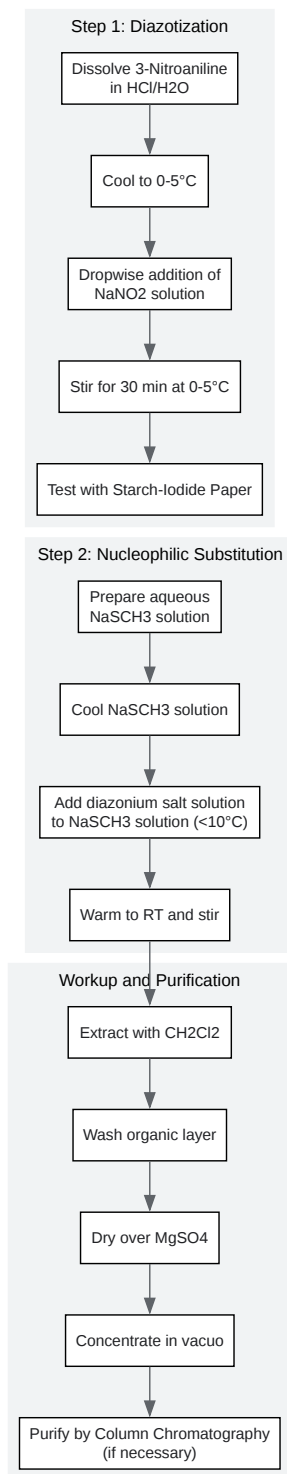 Step 1: Diazotization
Dissolve 3-Nitroaniline
in HCl/H2O
Cool to 0-5°C
Dropwise addition of
NaNO2 solution
Stir for 30 min at 0-5°C
Test with Starch-Iodide Paper
Step 2: Nucleophilic Substitution
Prepare aqueous
NaSCH3 solution
Cool NaSCH3 solution
Add diazonium salt solution
to NaSCH3 solution (<10°C)
Warm to RT and stir
Workup and Purification
Extract with CH2Cl2
Wash organic layer
Dry over MgSO4
Concentrate in vacuo
Purify by Column Chromatography
(if necessary)